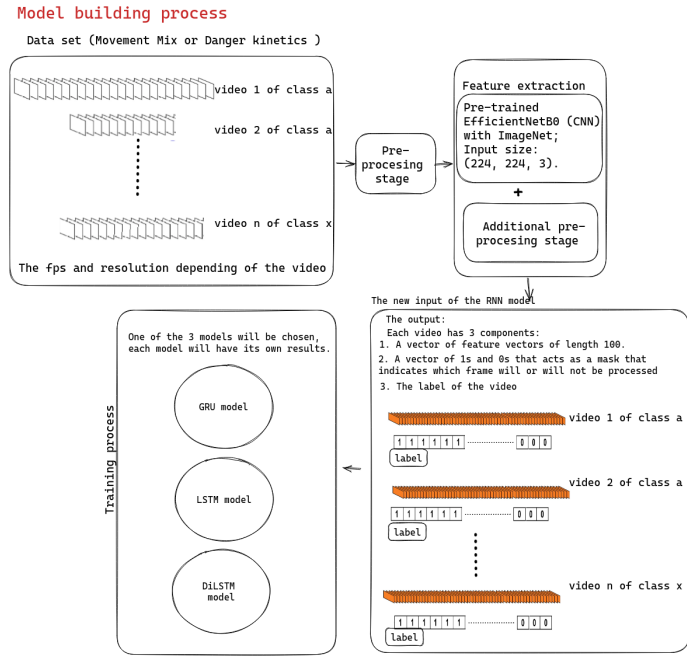 Model building process
Data set (Movement Mix or Danger kinetics )
video 1 of class a
video 2 of class a
video n of class x
The fps and resolution depending of the video
Pre-
procesing
stage
Feature extraction
Pre-trained
EfficientNetB0 (CNN)
with ImageNet;
Input size:
(224, 224, 3).
+
Additional pre-
procesing stage
The new input of the RNN model
The output:
Each video has 3 components:
1. A vector of feature vectors of length 100.
2. A vector of 1s and 0s that acts as a mask that
indicates which frame will or will not be processed
3. The label of the video
video 1 of class a
1 1 1 1 1 1 0 0 0
label
video 2 of class a
1 1 1 1 1 1 0 0 0
label
video n of class x
1 1 1 1 1 1 0 0 0
label
Training process
One of the 3 models will be chosen,
each model will have its own results.
GRU model
LSTM model
DiLSTM
model